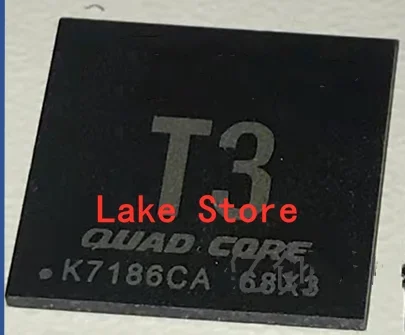 T3
Lake Store
QUAD CORE
K7186CA 68X3